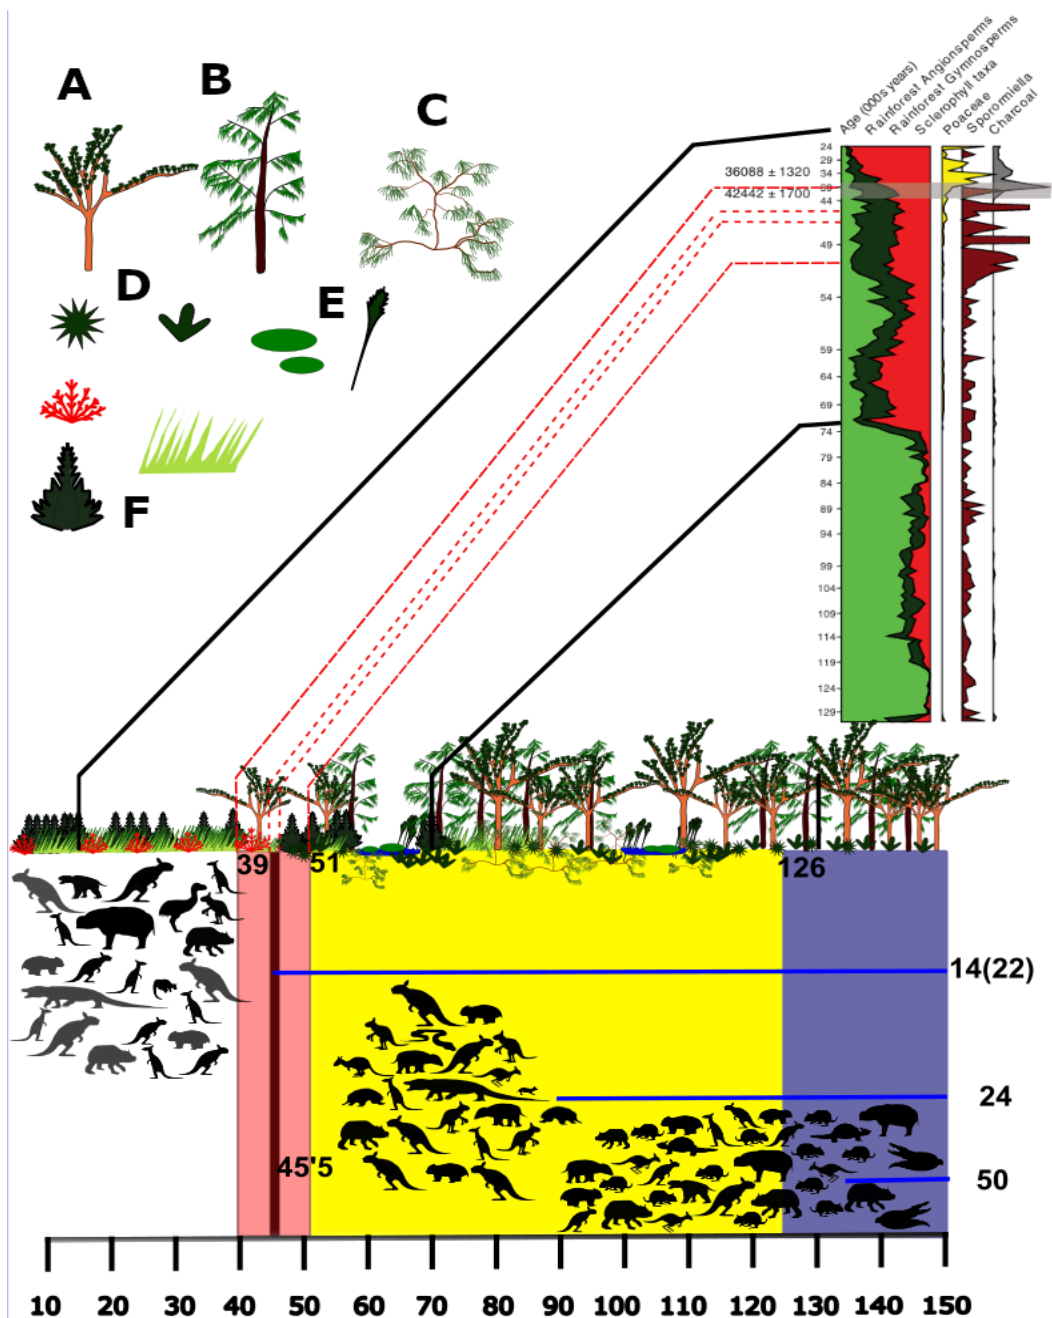 A
B
C
D
E
F
Age (000s years)
Rainforest Angionsperms
Rainforest Gymnosperms
Sclerophyll taxa
Poaceae
Sporormiella
Charcoal
24
29
34
36088 ± 1320
39
42442 ± 1700
44
49
54
59
64
69
74
79
84
89
94
99
104
109
114
119
124
129
39
51
126
14(22)
24
45'5
50
10 20 30 40 50 60 70 80 90 100 110 120 130 140 150